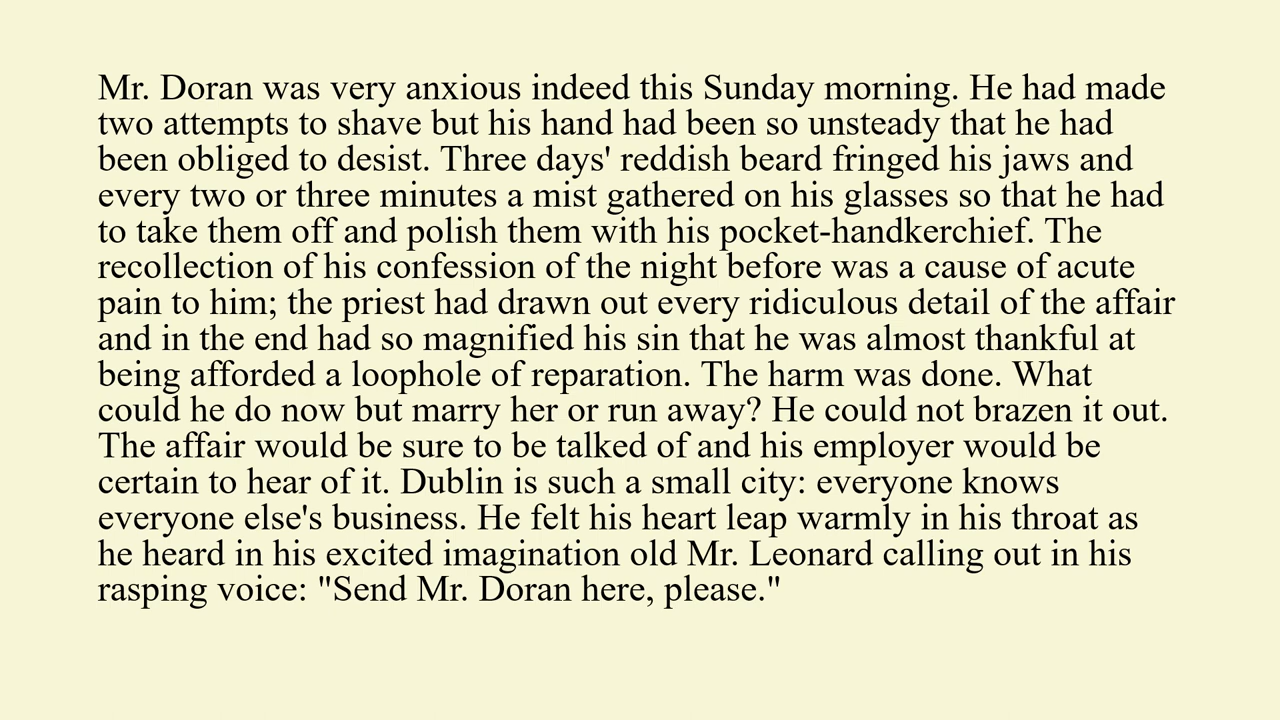 Mr. Doran was very anxious indeed this Sunday morning. He had made
two attempts to shave but his hand had been so unsteady that he had
been obliged to desist. Three days' reddish beard fringed his jaws and
every two or three minutes a mist gathered on his glasses so that he had
to take them off and polish them with his pocket-handkerchief. The
recollection of his confession of the night before was a cause of acute
pain to him; the priest had drawn out every ridiculous detail of the affair
and in the end had so magnified his sin that he was almost thankful at
being afforded a loophole of reparation. The harm was done. What
could he do now but marry her or run away? He could not brazen it out.
The affair would be sure to be talked of and his employer would be
certain to hear of it. Dublin is such a small city: everyone knows
everyone else's business. He felt his heart leap warmly in his throat as
he heard in his excited imagination old Mr. Leonard calling out in his
rasping voice: "Send Mr. Doran here, please."